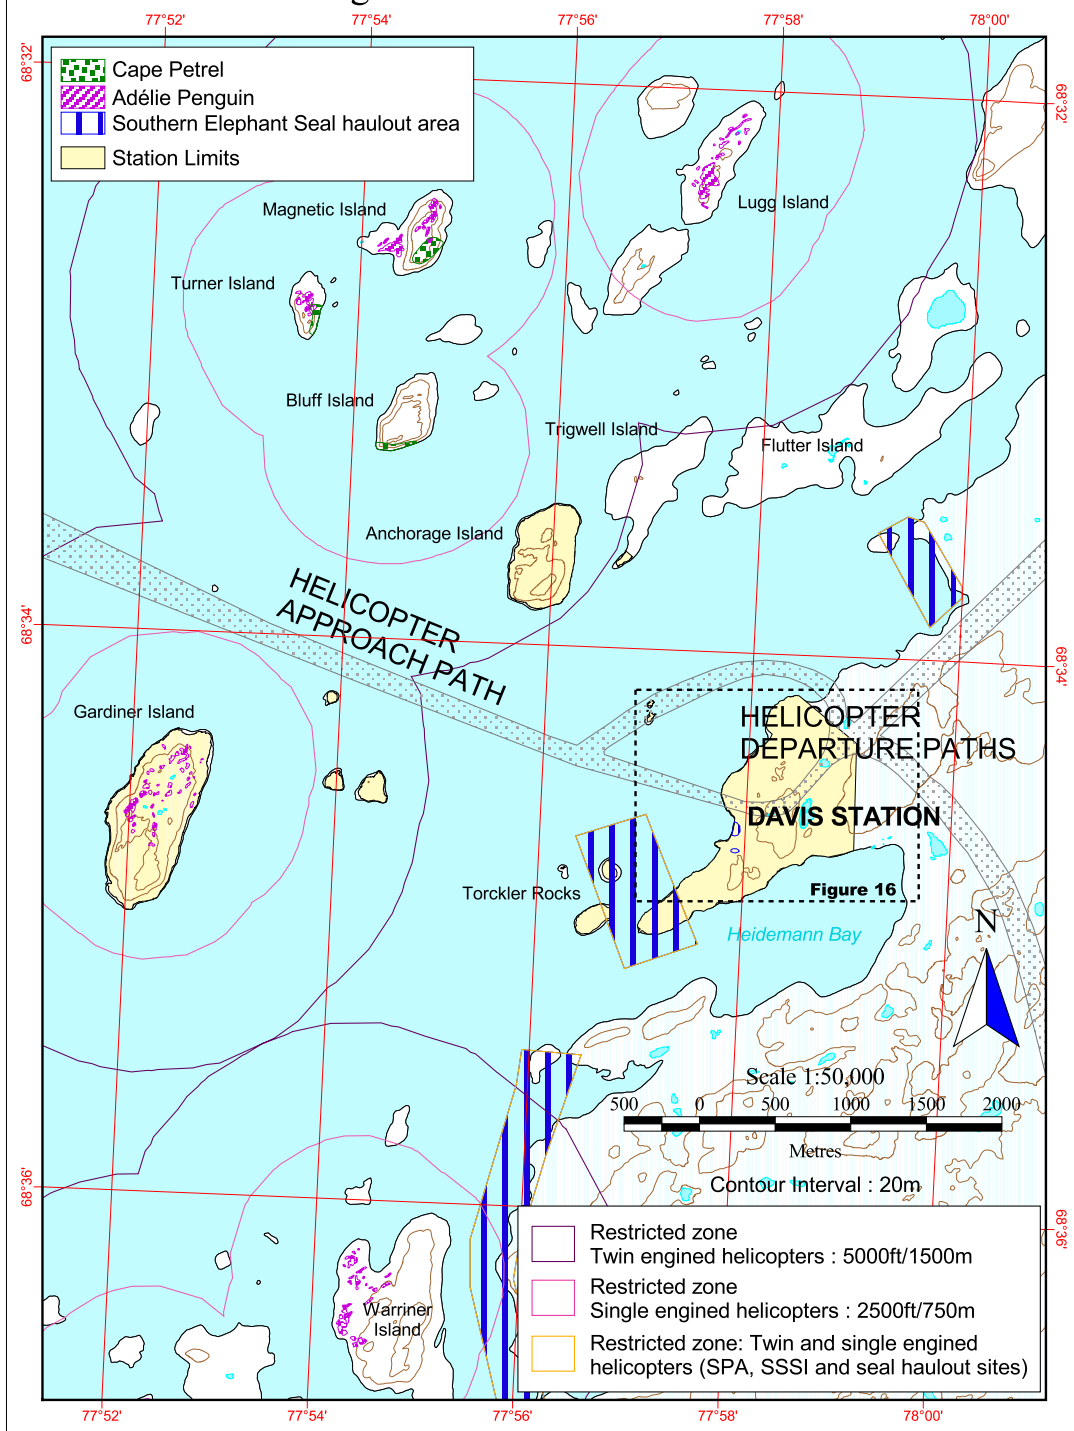 77°52'
77°54'
77°56'
77°58'
78°00'
68°32'
68°32'
Cape Petrel
Adélie Penguin
Southern Elephant Seal haulout area
Station Limits
Magnetic Island
Lugg Island
Turner Island
Bluff Island
Trigwell Island
Flutter Island
Anchorage Island
HELICOPTER
APPROACH PATH
68°34'
68°34'
Gardiner Island
HELICOPTER
DEPARTURE PATHS
DAVIS STATION
Figure 16
Torckler Rocks
Heidemann Bay
N
Scale 1:50,000
500 0 500 1000 1500 2000
Metres
Contour Interval : 20m
68°36'
68°36'
Restricted zone
Twin engined helicopters : 5000ft/1500m
Restricted zone
Single engined helicopters : 2500ft/750m
Restricted zone: Twin and single engined
helicopters (SPA, SSSI and seal haulout sites)
Warriner
Island
77°52'
77°54'
77°56'
77°58'
78°00'